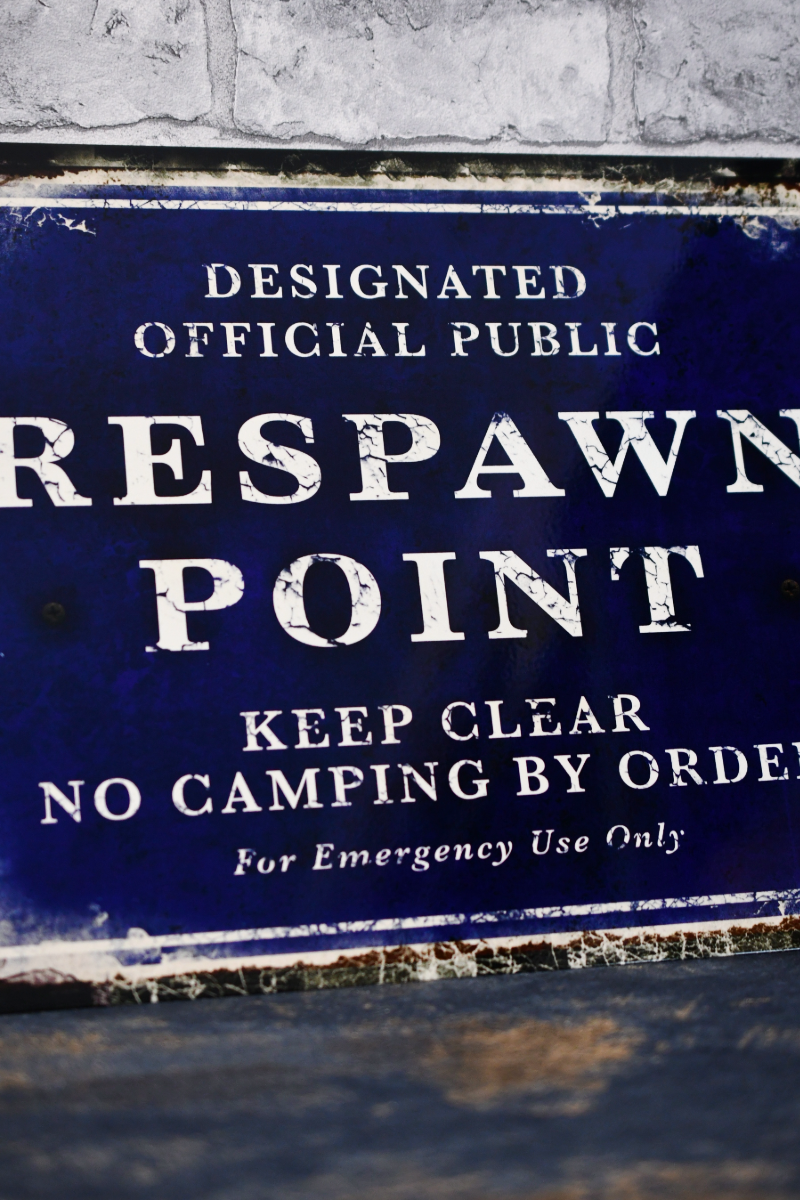 DESIGNATED
OFFICIAL PUBLIC
RESPAWN
POINT
KEEP CLEAR
NO CAMPING BY ORDER
For Emergency Use Only